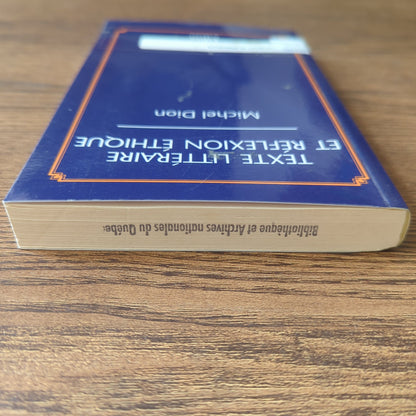 TEXTE LITTÉRAIRE
ET RÉFLEXION ÉTHIQUE
Michel Dion
Bibliothèque et Archives nationales du Québec